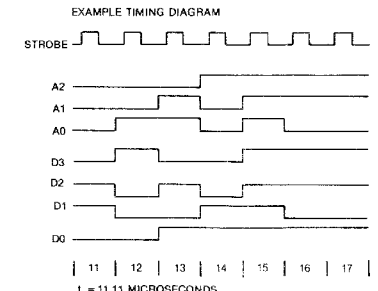 EXAMPLE TIMING DIAGRAM
STROBE
A2
A1
A0
D3
D2
D1
D0
11 12 13 14 15 16 17
t = 11.11 MICROSECONDS